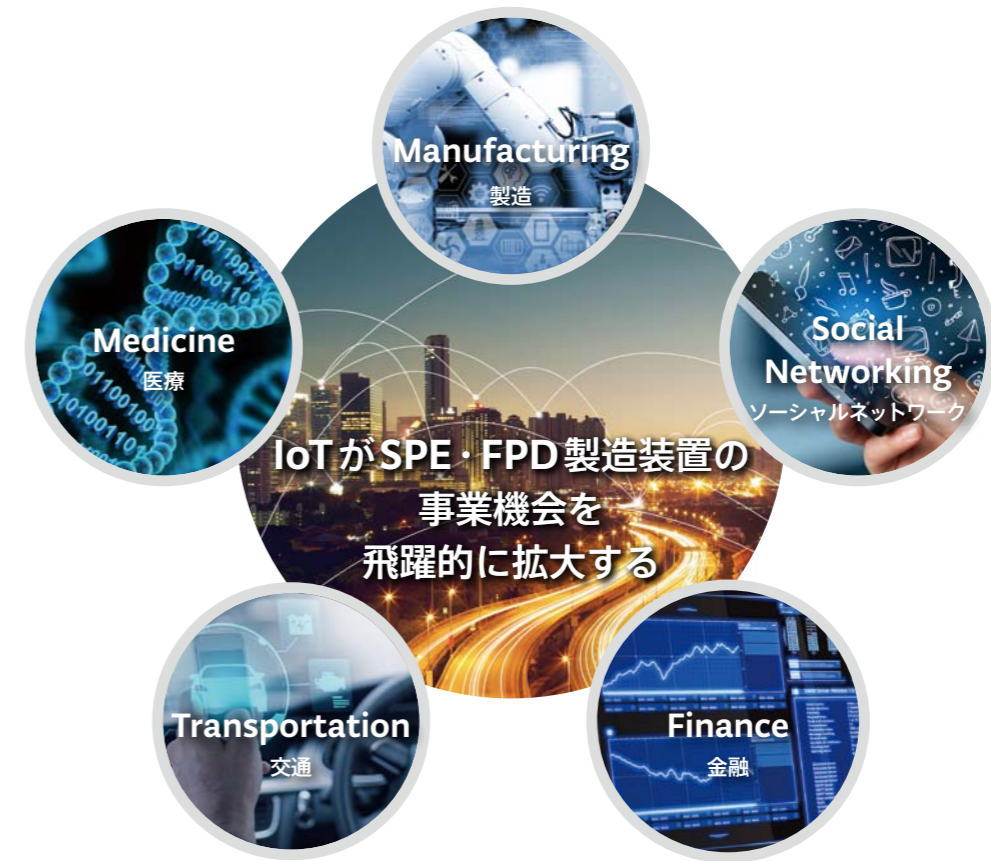 Manufacturing
製造
Medicine
医療
Social
Networking
ソーシャルネットワーク
IoTがSPE・FPD製造装置の
事業機会を
飛躍的に拡大する
Transportation
交通
Finance
金融